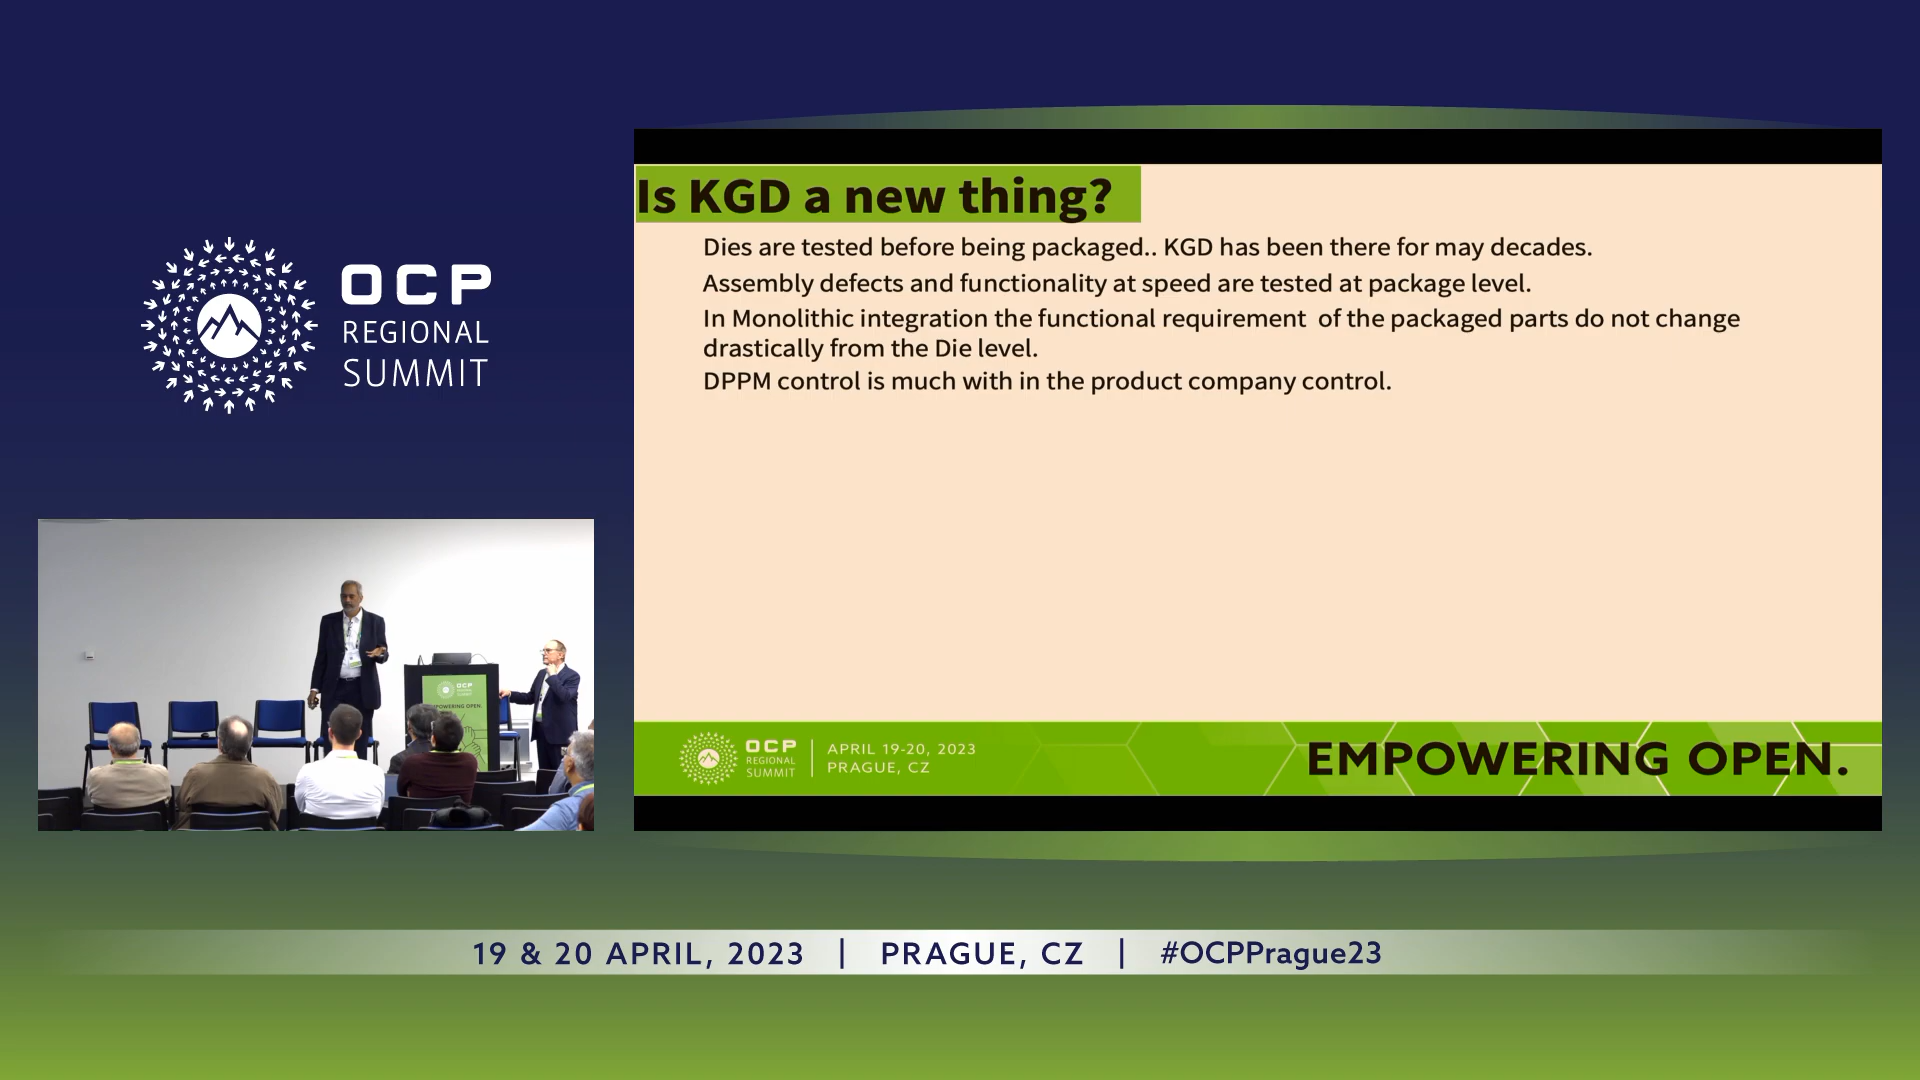 OCP
REGIONAL
SUMMIT
Is KGD a new thing?
Dies are tested before being packaged.. KGD has been there for may decades.
Assembly defects and functionality at speed are tested at package level.
In Monolithic integration the functional requirement  of the packaged parts do not change
drastically from the Die level.
DPPM control is much with in the product company control.
OCP
REGIONAL
SUMMIT
APRIL 19-20, 2023
PRAGUE, CZ
EMPOWERING OPEN.
OCP
EMPOWERING OPEN.
19 & 20 APRIL, 2023 | PRAGUE, CZ | #OCPPrague23